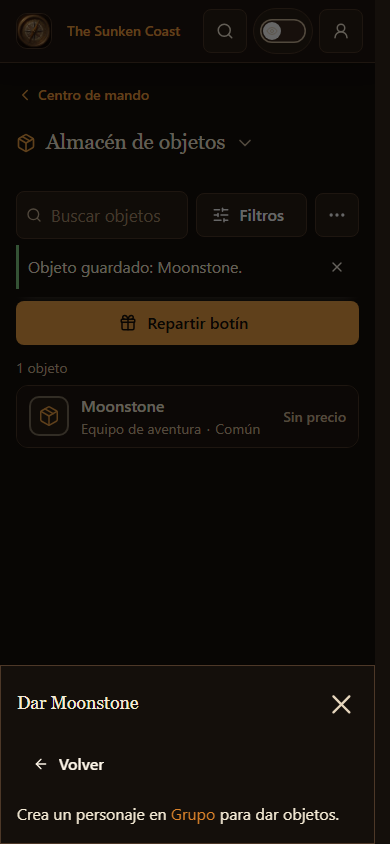 The Sunken Coast
Centro de mando
Almacén de objetos
Buscar objetos
Filtros
Objeto guardado: Moonstone.
Repartir botín
1 objeto
Moonstone
Equipo de aventura · Común
Sin precio
Dar Moonstone
Volver
Crea un personaje en Grupo para dar objetos.